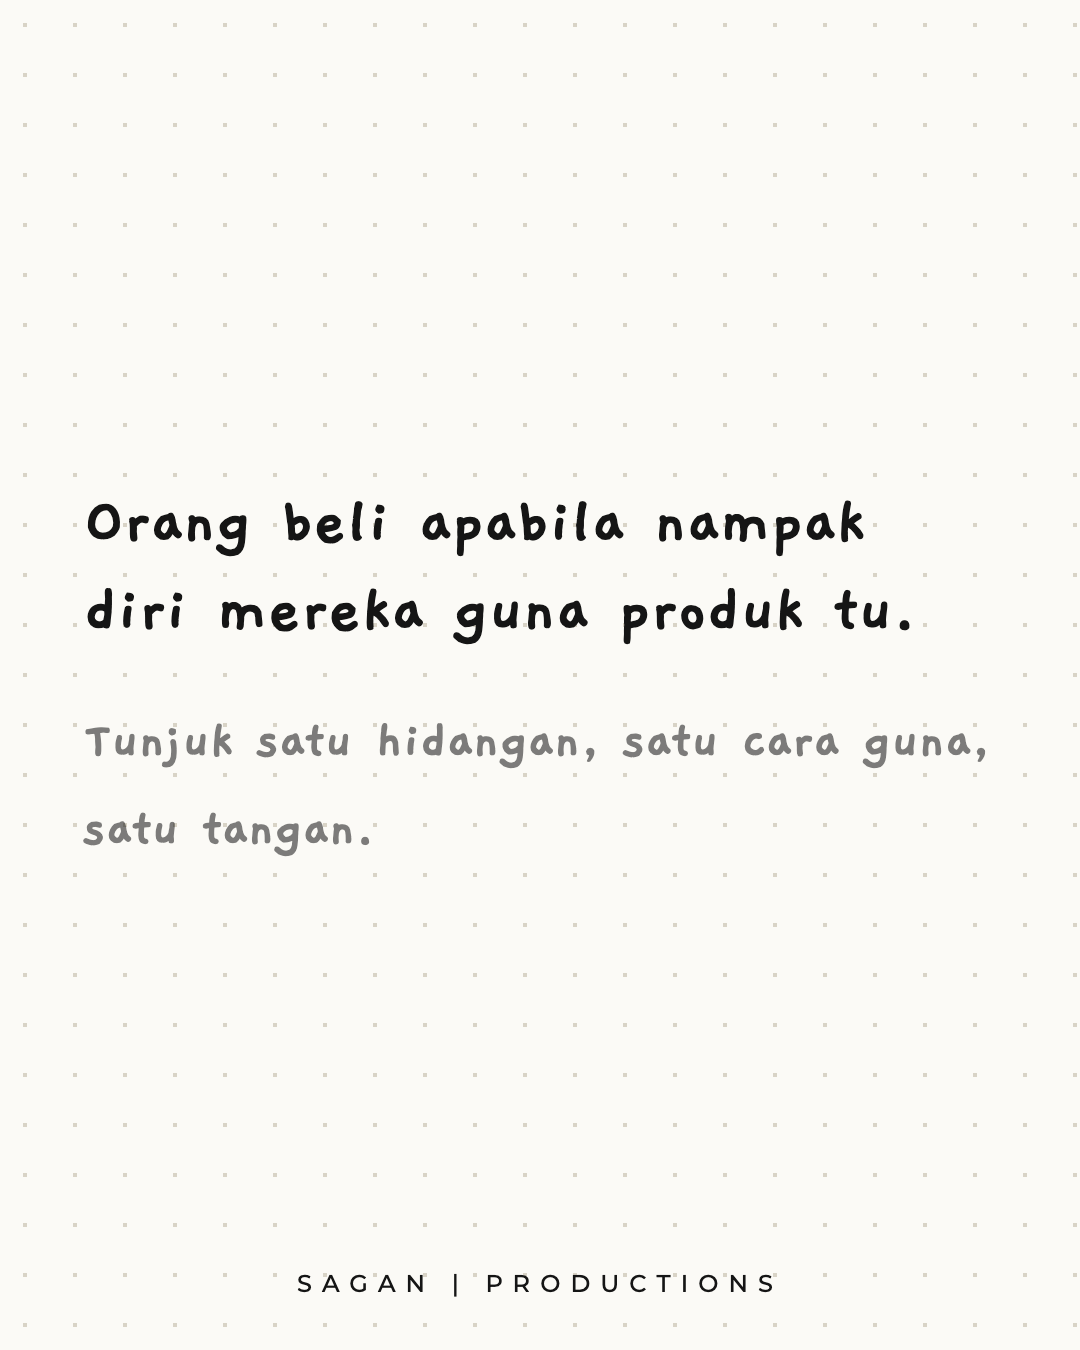 Orang beli apabila nampak
diri mereka guna produk tu.
Tunjuk satu hidangan, satu cara guna,
satu tangan.
SAGAN | PRODUCTIONS